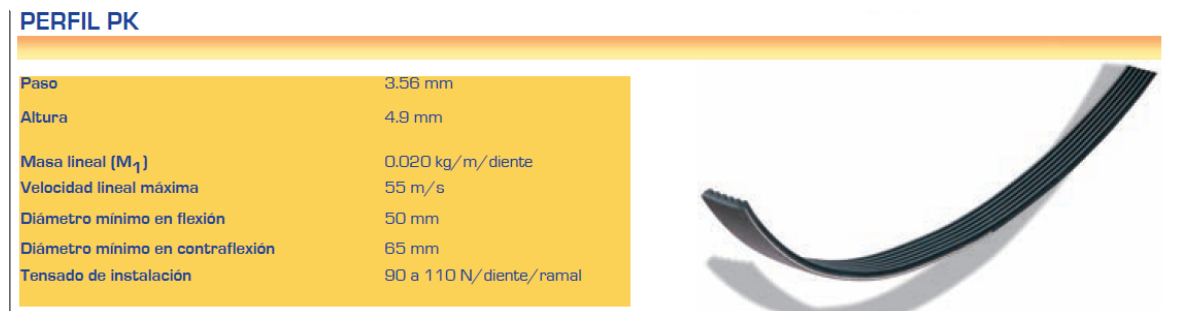 PERFIL PK
Paso 3.56 mm
Altura 4.9 mm
Masa lineal (M1) 0.020 kg/m/diente
Velocidad lineal máxima 55 m/s
Diámetro mínimo en flexión 50 mm
Diámetro mínimo en contraflexión 65 mm
Tensado de instalación 90 a 110 N/diente/ramal